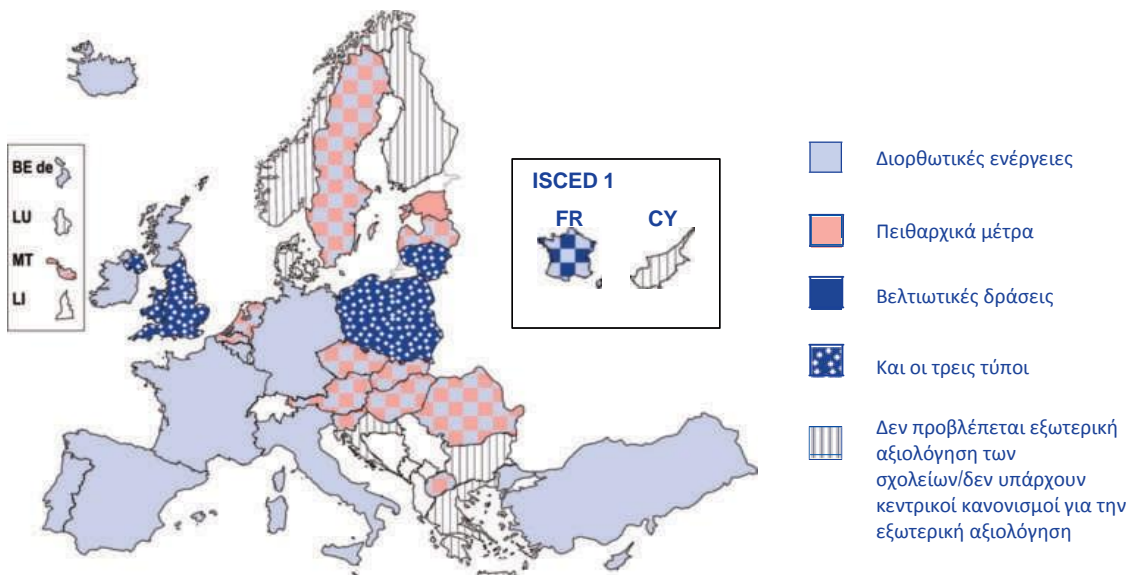 BE de
LU
MT
LI
ISCED 1
FR
CY
Διορθωτικές ενέργειες
Πειθαρχικά μέτρα
Βελτιωτικές δράσεις
Και οι τρεις τύποι
Δεν προβλέπεται εξωτερική
αξιολόγηση των
σχολείων/δεν υπάρχουν
κεντρικοί κανονισμοί για την
εξωτερική αξιολόγηση